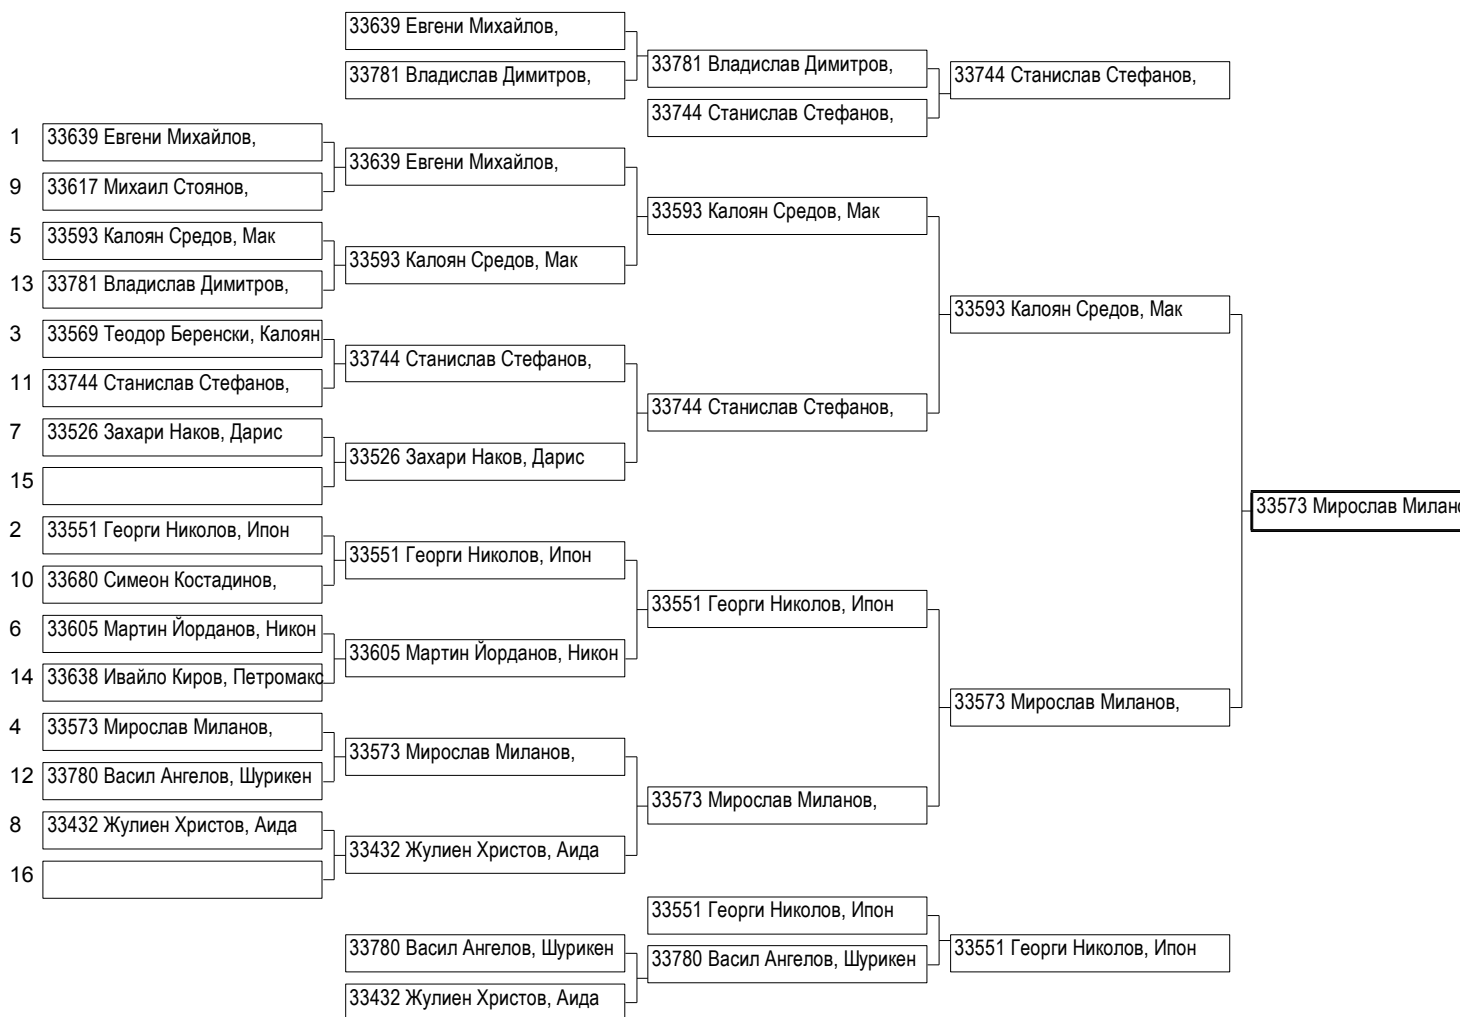 33639 Евгени Михайлов,
33781 Владислав Димитров,
33781 Владислав Димитров,
33744 Станислав Стефанов,
33744 Станислав Стефанов,
1 33639 Евгени Михайлов,
9 33617 Михаил Стоянов,
5 33593 Калоян Средов, Мак
13 33781 Владислав Димитров,
3 33569 Теодор Беренски, Калоян
11 33744 Станислав Стефанов,
7 33526 Захари Наков, Дарис
15
2 33551 Георги Николов, Ипон
10 33680 Симеон Костадинов,
6 33605 Мартин Йорданов, Никон
14 33638 Ивайло Киров, Петромакс
4 33573 Мирослав Миланов,
12 33780 Васил Ангелов, Шурикен
8 33432 Жулиен Христов, Аида
16
33639 Евгени Михайлов,
33593 Калоян Средов, Мак
33744 Станислав Стефанов,
33526 Захари Наков, Дарис
33551 Георги Николов, Ипон
33605 Мартин Йорданов, Никон
33573 Мирослав Миланов,
33432 Жулиен Христов, Аида
33593 Калоян Средов, Мак
33744 Станислав Стефанов,
33551 Георги Николов, Ипон
33573 Мирослав Миланов,
33593 Калоян Средов, Мак
33573 Мирослав Миланов,
33573 Мирослав
33780 Васил Ангелов, Шурикен
33432 Жулиен Христов, Аида
33551 Георги Николов, Ипон
33780 Васил Ангелов, Шурикен
33551 Георги Николов, Ипон